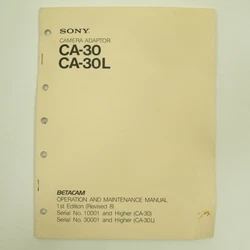 SONY
CAMERA ADAPTOR
CA-30
CA-30L
BETACAM
OPERATION AND MAINTENANCE MANUAL
1st Edition (Revised 8)
Serial No. 10001 and Higher (CA-30)
Serial No. 30001 and Higher (CA-30L)